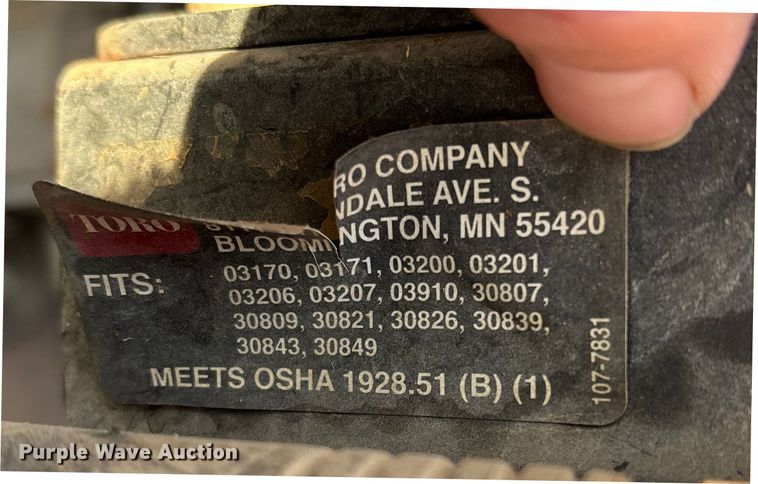 RO COMPANY
NDALE AVE. S.
TORO
BLOOMI NGTON, MN 55420
FITS:
03170, 03171, 03200, 03201,
03206, 03207, 03910, 30807,
30809, 30821, 30826, 30839,
30843, 30849
MEETS OSHA 1928.51 (B) (1)
107-7831
Purple Wave Auction